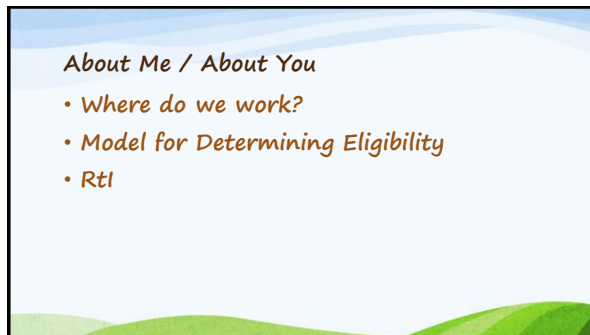 About Me / About You
• Where do we work?
• Model for Determining Eligibility
• RtI